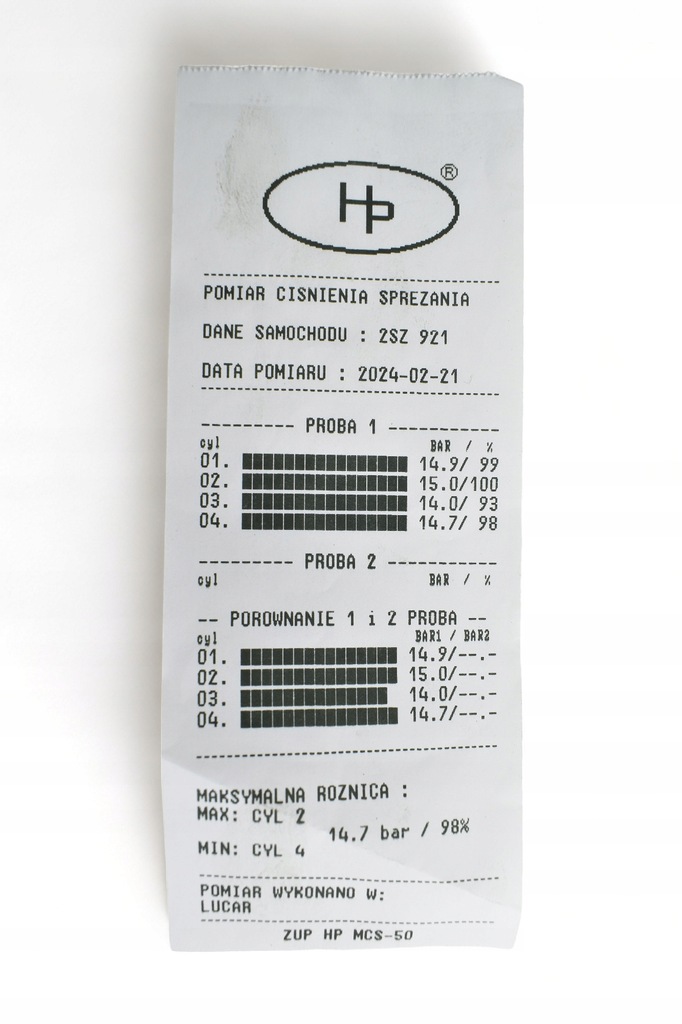 HP ®
POMIAR CISNIENIA SPREZANIA
DANE SAMOCHODU : 2SZ 921
DATA POMIARU : 2024-02-21
--------- PROBA 1 -----------
cyl BAR / %
01. 14.9/ 99
02. 15.0/100
03. 14.0/ 93
04. 14.7/ 98
--------- PROBA 2 -----------
cyl BAR / %
-- POROWNANIE 1 i 2 PROBA --
cyl BAR1 / BAR2
01. 14.9/--.-
02. 15.0/--.-
03. 14.0/--.-
04. 14.7/--.-
MAKSYMALNA ROZNICA :
MAX: CYL 2
14.7 bar / 98%
MIN: CYL 4
POMIAR WYKONANO W:
LUCAR
ZUP HP MCS-50